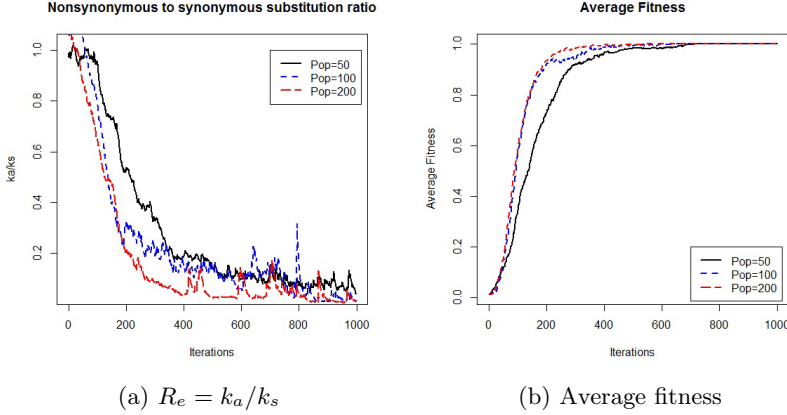 Nonsynonymous to synonymous substitution ratio
ka/ks
1.0
0.8
0.6
0.4
0.2
Pop=50
Pop=100
Pop=200
0 200 400 600 800 1000
Iterations
(a) Rₑ = kₐ/kₛ
Average Fitness
Average Fitness
1.0
0.8
0.6
0.4
0.2
0.0
Pop=50
Pop=100
Pop=200
0 200 400 600 800 1000
Iterations
(b) Average fitness